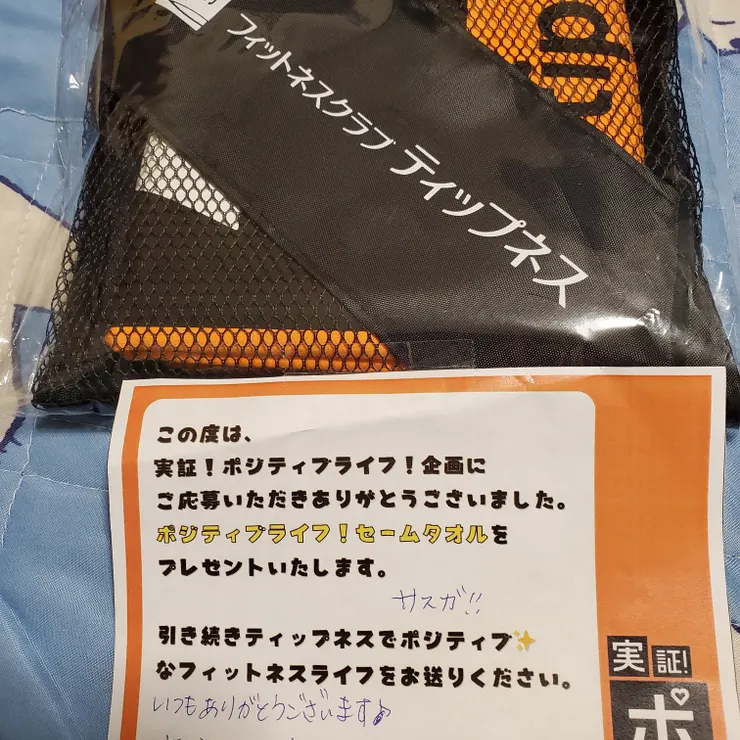 フィットネスクラブ ティップネス
この度は、
実証！ポジティブライフ！企画に
ご応募いただきありがとうございました。
ポジティブライフ！セームタオルを
プレゼントいたします。
サスガ!!
引き続きティップネスでポジティブ✨
なフィットネスライフをお送りください。
いつもありがとうございます♪
実証!
ポ